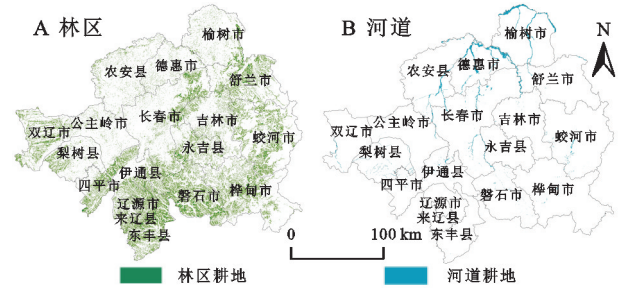 A 林区
榆树市
农安县
德惠市
舒兰市
双辽市
公主岭市
长春市
吉林市
蛟河市
梨树县
永吉县
四平市
伊通县
磐石市
桦甸市
辽源市
来辽县
东丰县
B 河道
N
榆树市
农安县
德惠市
舒兰市
双辽市
公主岭市
长春市
吉林市
蛟河市
梨树县
永吉县
四平市
伊通县
磐石市
桦甸市
辽源市
来辽县
东丰县
0 100 km
林区耕地
河道耕地